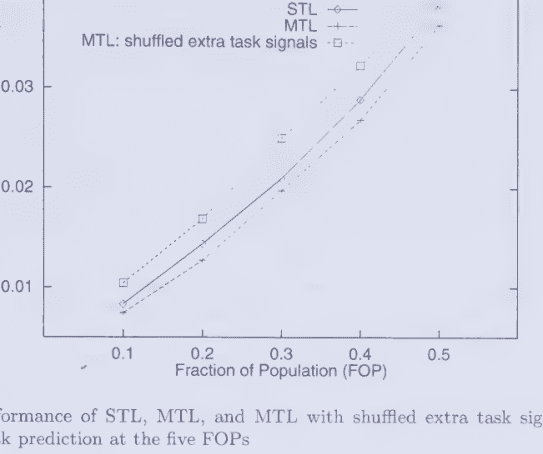 STL
MTL
MTL: shuffled extra task signals
0.03
0.02
0.01
0.1 0.2 0.3 0.4 0.5
Fraction of Population (FOP)
formance of STL, MTL, and MTL with shuffled extra task sig
k prediction at the five FOPs